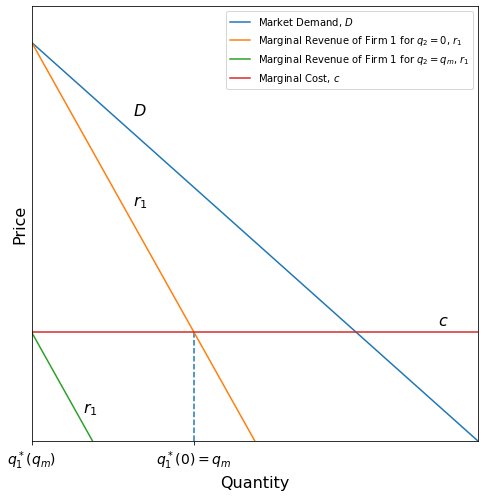 Market Demand, D
Marginal Revenue of Firm 1 for q₂ = 0, r₁
Marginal Revenue of Firm 1 for q₂ = qₘ, r₁
Marginal Cost, c
D
r₁
c
r₁
Price
q₁*(qₘ) q₁*(0) = qₘ
Quantity